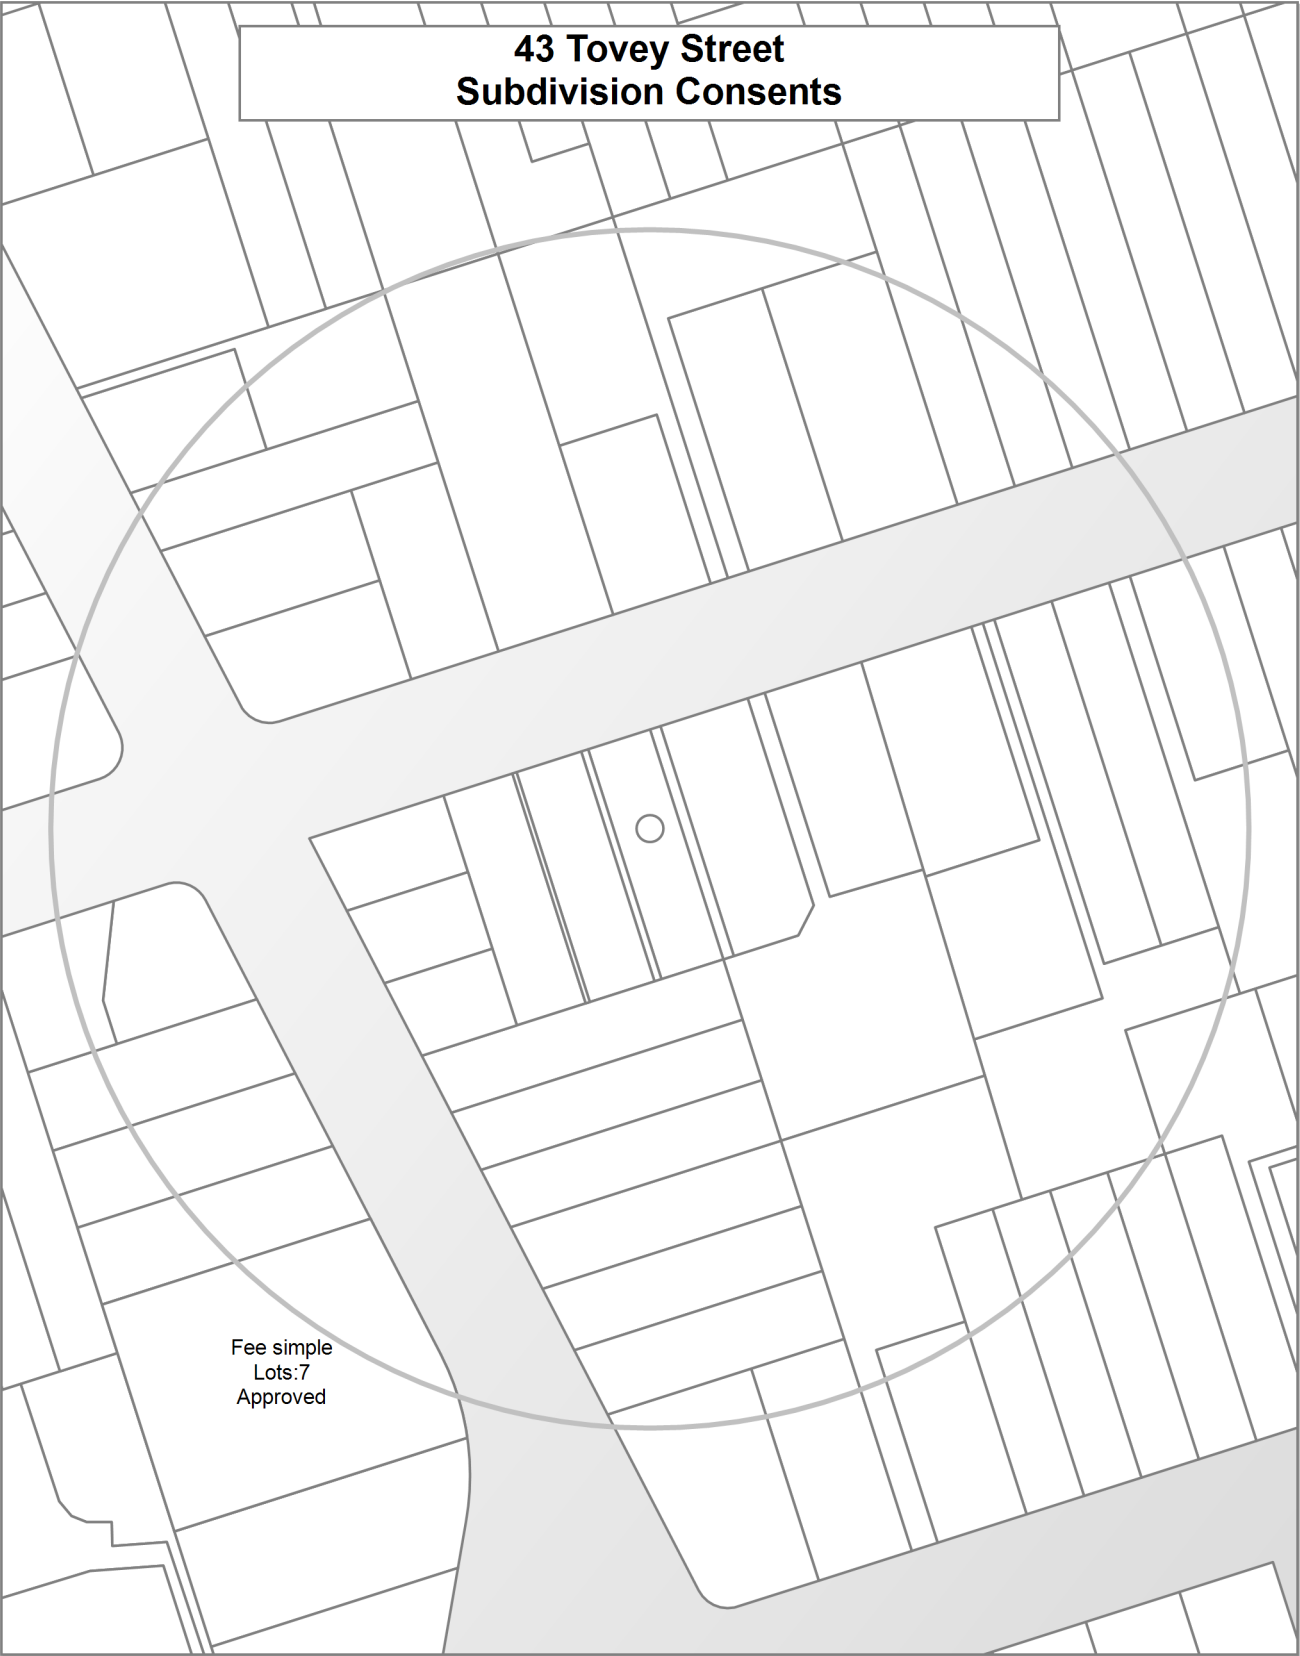 43 Tovey Street
Subdivision Consents
Fee simple
Lots:7
Approved